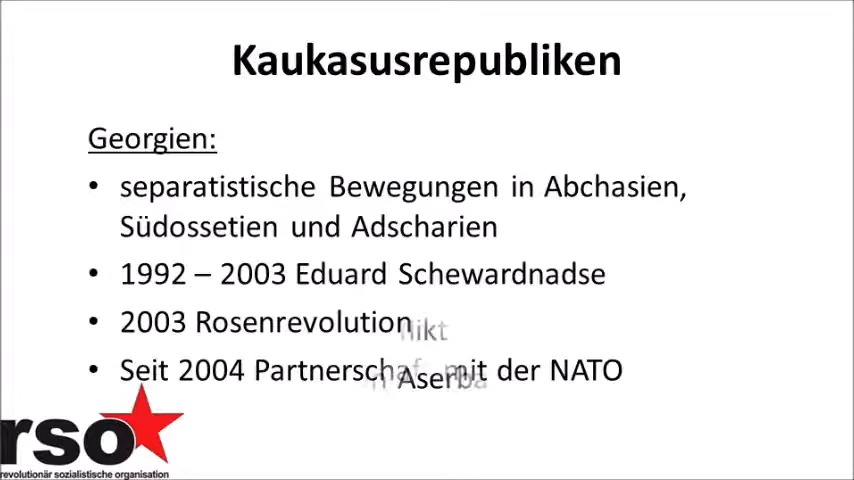 Kaukasusrepubliken
Georgien:
• separatistische Bewegungen in Abchasien,
Südossetien und Adscharien
• 1992 – 2003 Eduard Schewardnadse
• 2003 Rosenrevolution
• Seit 2004 Partnerschaf mit der NATO
rso
revolutionär sozialistische organisation